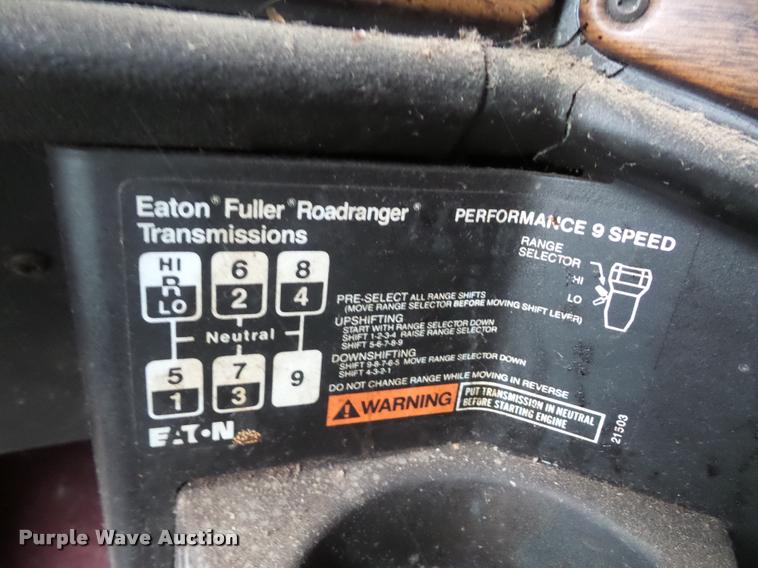 Eaton® Fuller® Roadranger®
Transmissions
PERFORMANCE 9 SPEED
RANGE
SELECTOR
HI
LO
HI 6 8
R
LO 2 4
Neutral
5 7 9
1 3
PRE-SELECT ALL RANGE SHIFTS
(MOVE RANGE SELECTOR BEFORE MOVING SHIFT LEVER)
UPSHIFTING
START WITH RANGE SELECTOR DOWN
SHIFT 1-2-3-4 RAISE RANGE SELECTOR
SHIFT 5-6-7-8-9
DOWNSHIFTING
SHIFT 9-8-7-6-5 MOVE RANGE SELECTOR DOWN
SHIFT 4-3-2-1
DO NOT CHANGE RANGE WHILE MOVING IN REVERSE
WARNING
PUT TRANSMISSION IN NEUTRAL
BEFORE STARTING ENGINE
21503
EATON
Purple Wave Auction